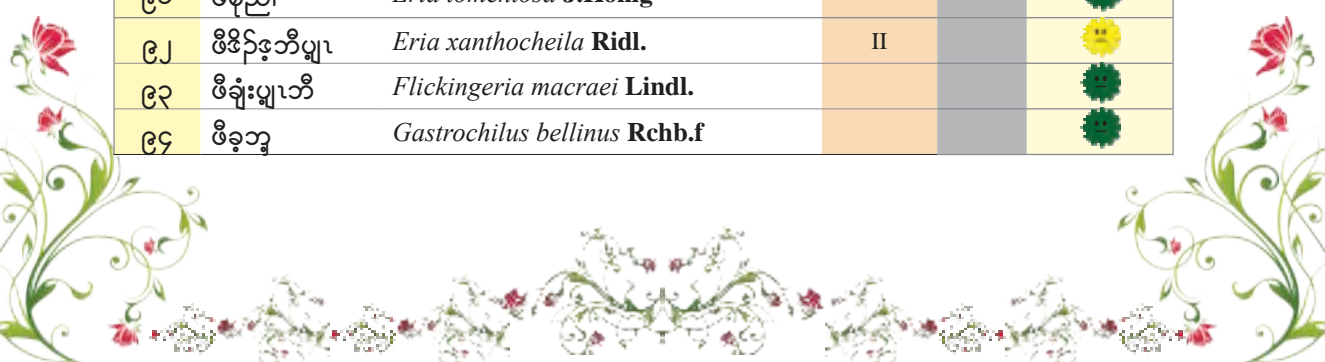 ၉၂ ဖီဒိဉ်ဒ့ဘီပျှၤ Eria xanthocheila Ridl. II
၉၃ ဖီချံးပျှၤဘီ Flickingeria macraei Lindl.
၉၄ ဖီခ့ဘ့ Gastrochilus bellinus Rchb.f